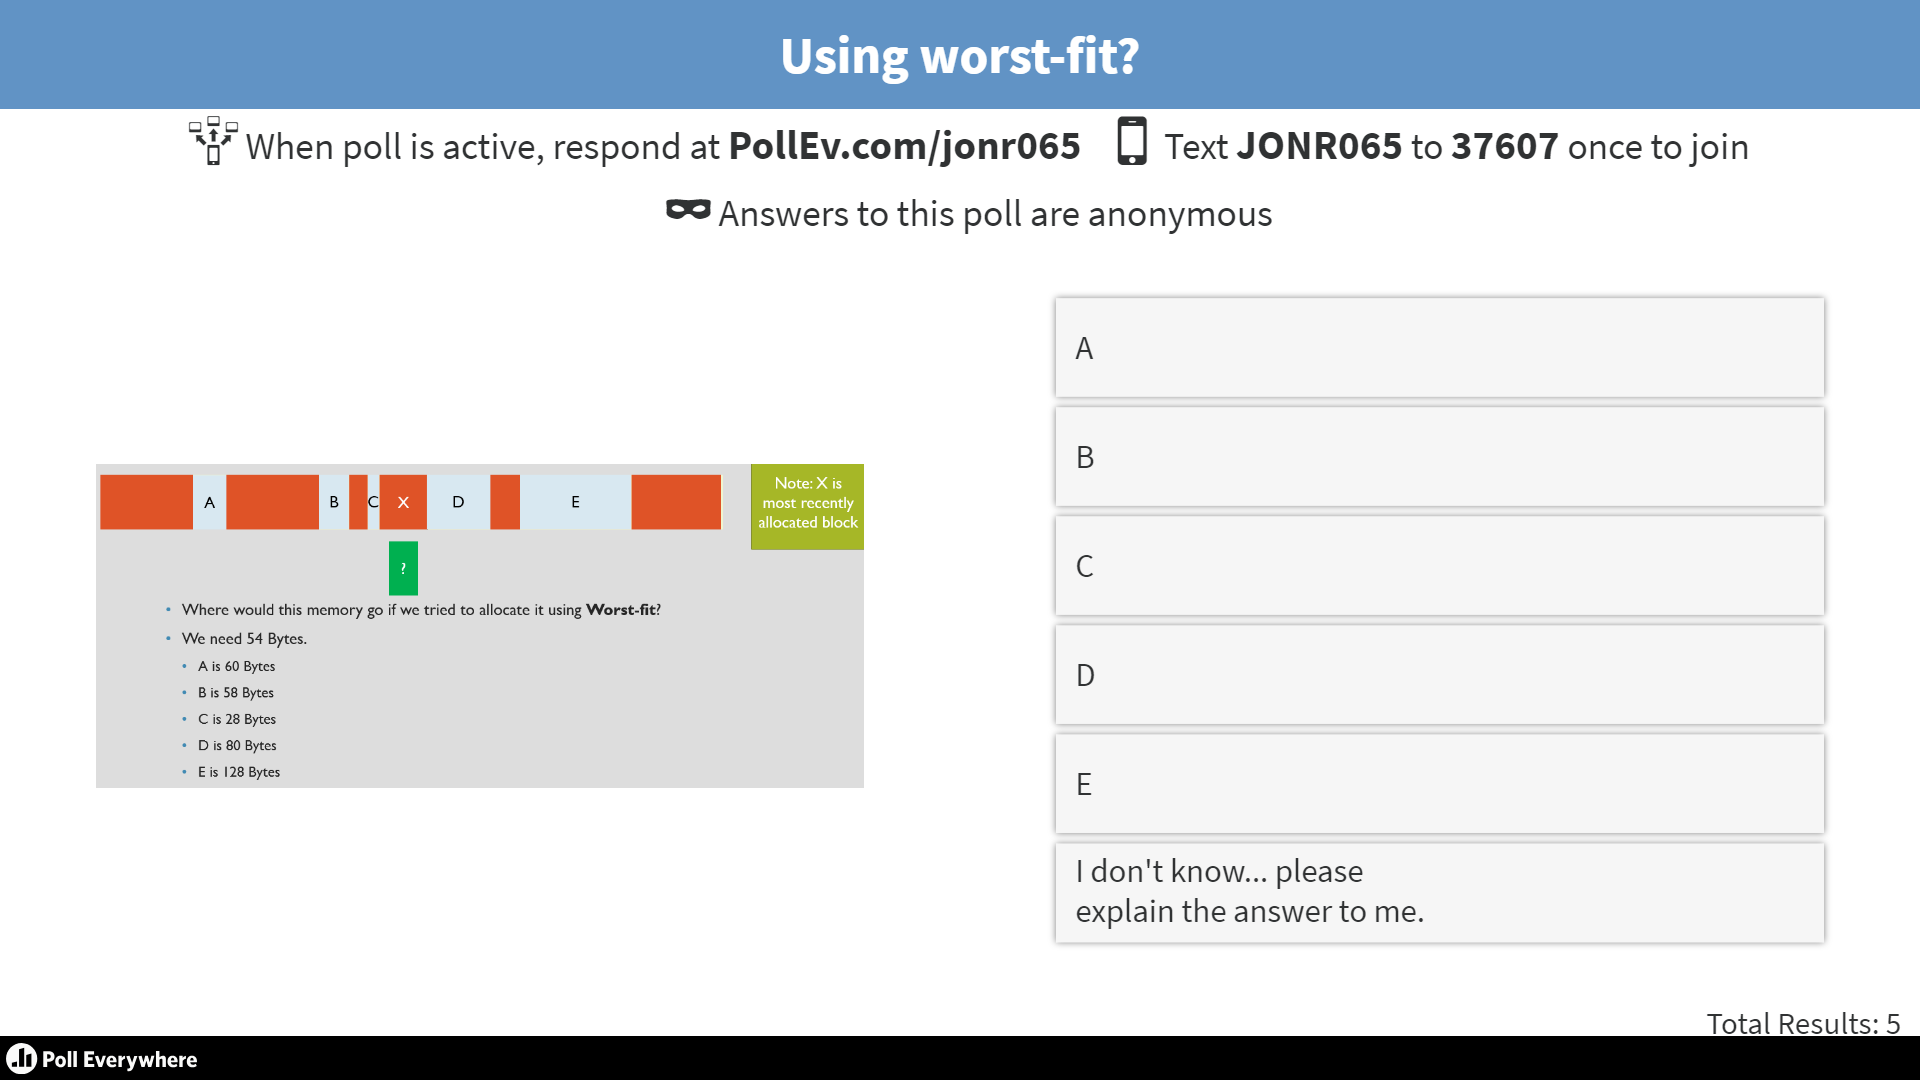 Using worst-fit?
When poll is active, respond at PollEv.com/jonr065 Text JONR065 to 37607 once to join
Answers to this poll are anonymous
A B C X D E
Note: X is
most recently
allocated block
?
• Where would this memory go if we tried to allocate it using Worst-fit?
• We need 54 Bytes.
• A is 60 Bytes
• B is 58 Bytes
• C is 28 Bytes
• D is 80 Bytes
• E is 128 Bytes
A
B
C
D
E
I don't know... please
explain the answer to me.
Total Results: 5
Poll Everywhere